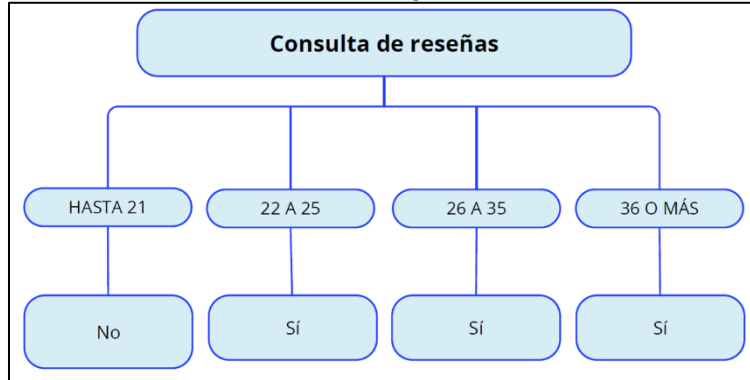 Consulta de reseñas
HASTA 21
22 A 25
26 A 35
36 O MÁS
No
Sí
Sí
Sí